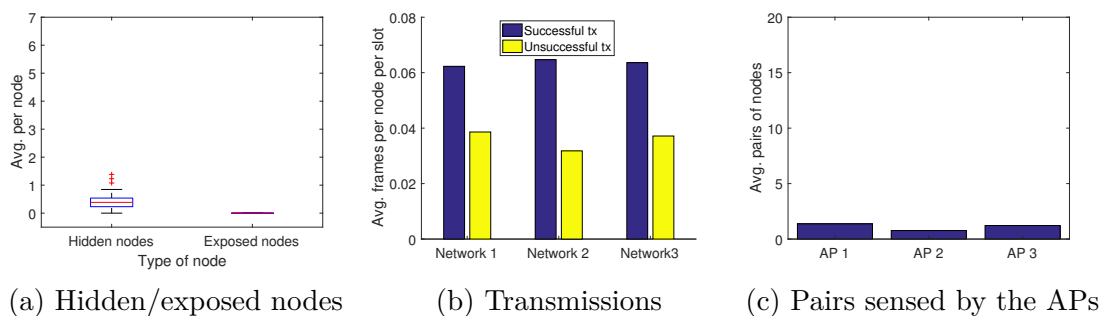 Avg. per node
7
6
5
4
3
2
1
0
Hidden nodes
Exposed nodes
Type of node
(a) Hidden/exposed nodes
Avg. frames per node per slot
0.08
0.06
0.04
0.02
0
Successful tx
Unsuccessful tx
Network 1
Network 2
Network3
(b) Transmissions
Avg. pairs of nodes
20
15
10
5
0
AP 1
AP 2
AP 3
(c) Pairs sensed by the APs